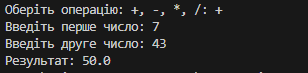 Оберіть операцію: +, -, *, /: +
Введіть перше число: 7
Введіть друге число: 43
Результат: 50.0